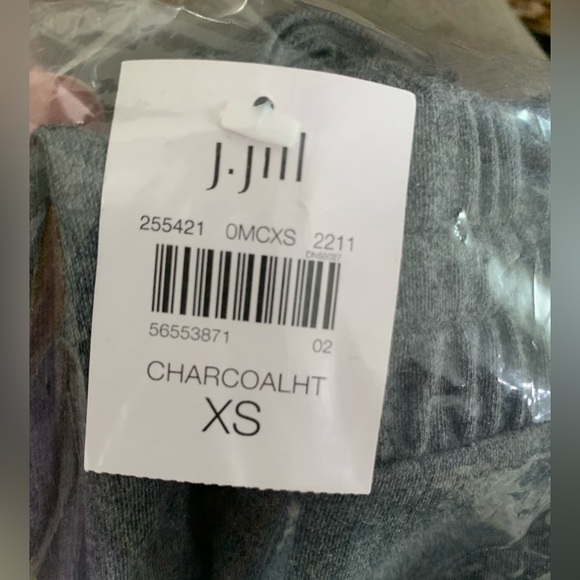 J.Jill
255421 0MCXS 2211
56553871 02
CHARCOALHT
XS